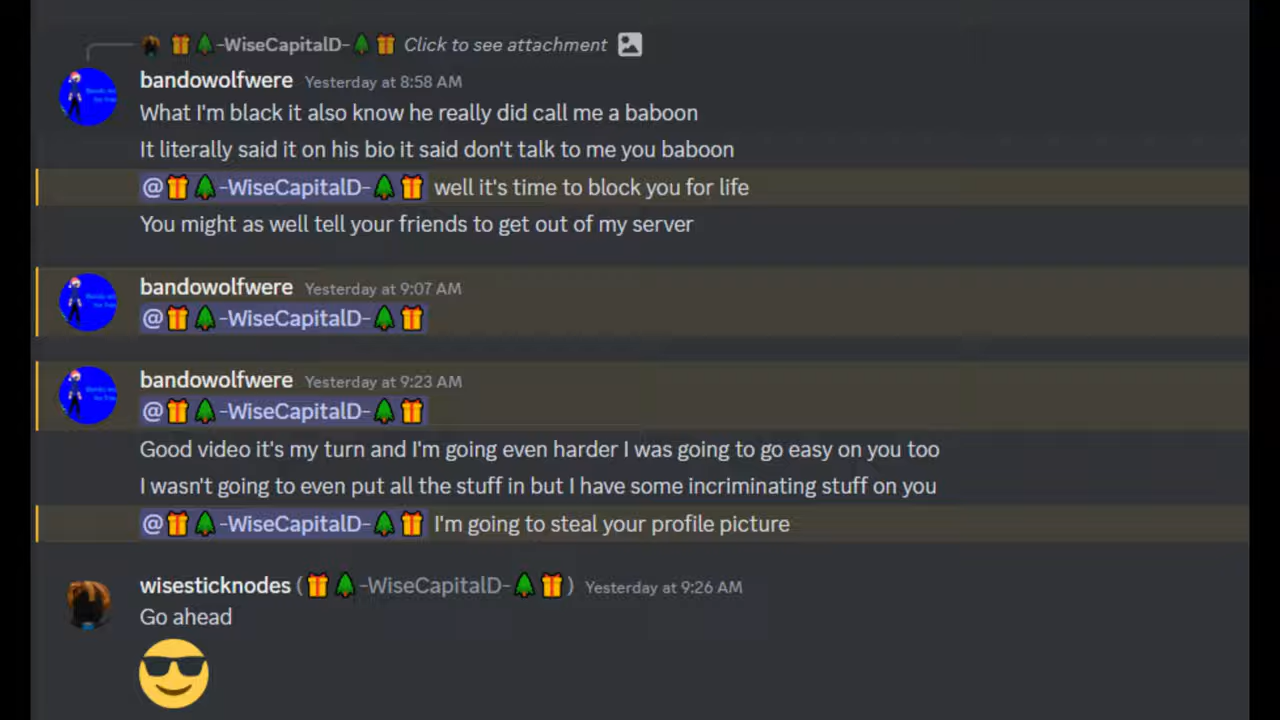 -WiseCapitalD- Click to see attachment
bandowolfwere Yesterday at 8:58 AM
What I'm black it also know he really did call me a baboon
It literally said it on his bio it said don't talk to me you baboon
@🎁🌲-WiseCapitalD-🌲🎁 well it's time to block you for life
You might as well tell your friends to get out of my server
bandowolfwere Yesterday at 9:07 AM
@🎁🌲-WiseCapitalD-🌲🎁
bandowolfwere Yesterday at 9:23 AM
@🎁🌲-WiseCapitalD-🌲🎁
Good video it's my turn and I'm going even harder I was going to go easy on you too
I wasn't going to even put all the stuff in but I have some incriminating stuff on you
@🎁🌲-WiseCapitalD-🌲🎁 I'm going to steal your profile picture
wisesticknodes (🎁🌲-WiseCapitalD-🌲🎁) Yesterday at 9:26 AM
Go ahead
😎